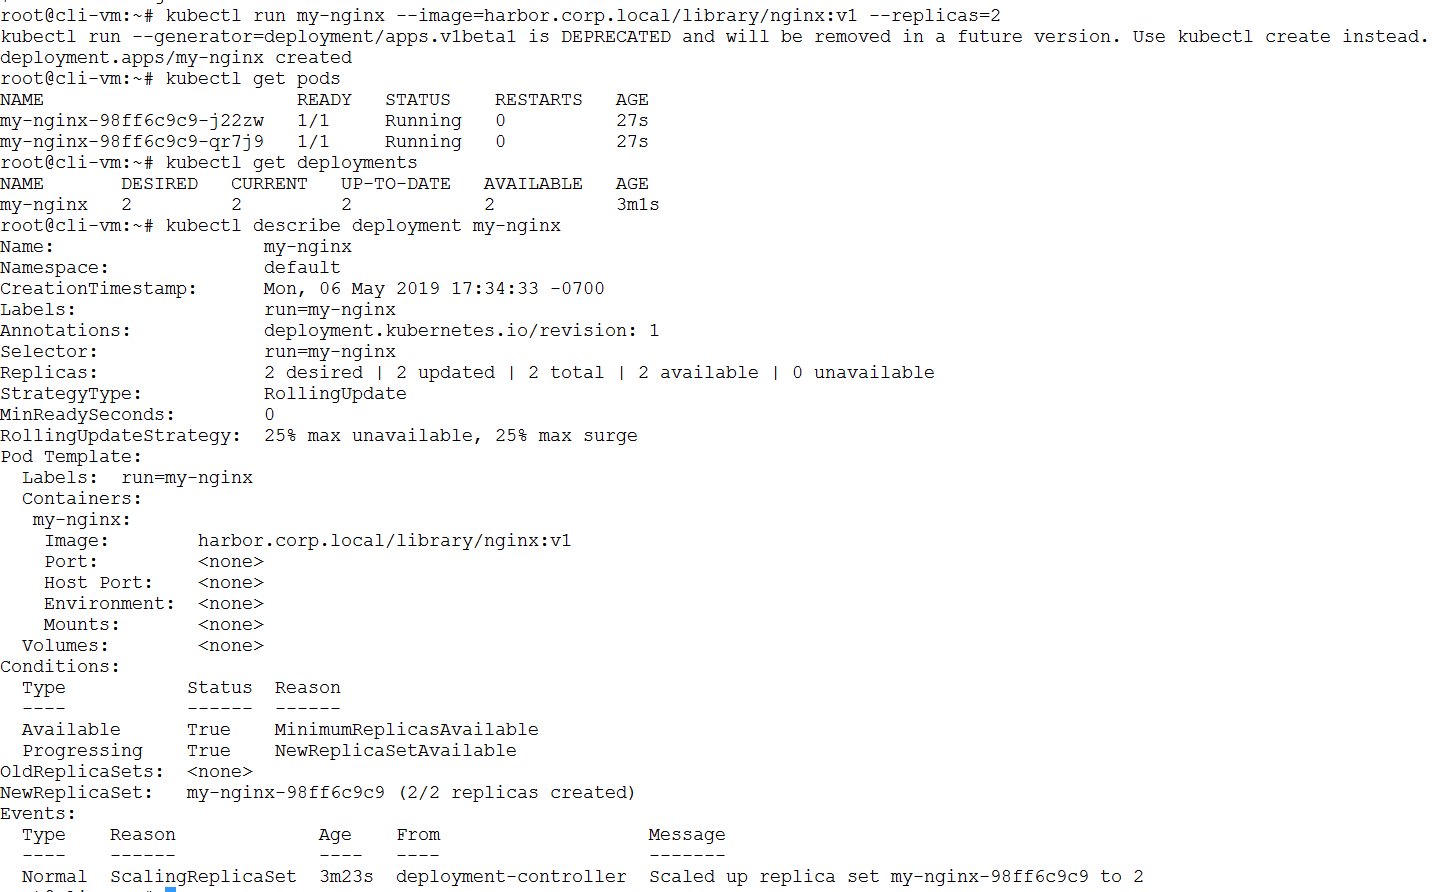 root@cli-vm:~# kubectl run my-nginx --image=harbor.corp.local/library/nginx:v1 --replicas=2
kubectl run --generator=deployment/apps.v1beta1 is DEPRECATED and will be removed in a future version. Use kubectl create instead.
deployment.apps/my-nginx created
root@cli-vm:~# kubectl get pods
NAME                       READY   STATUS    RESTARTS   AGE
my-nginx-98ff6c9c9-j22zw   1/1     Running   0          27s
my-nginx-98ff6c9c9-qr7j9   1/1     Running   0          27s
root@cli-vm:~# kubectl get deployments
NAME       DESIRED   CURRENT   UP-TO-DATE   AVAILABLE   AGE
my-nginx   2         2         2            2           3m1s
root@cli-vm:~# kubectl describe deployment my-nginx
Name:                   my-nginx
Namespace:              default
CreationTimestamp:      Mon, 06 May 2019 17:34:33 -0700
Labels:                 run=my-nginx
Annotations:            deployment.kubernetes.io/revision: 1
Selector:               run=my-nginx
Replicas:               2 desired | 2 updated | 2 total | 2 available | 0 unavailable
StrategyType:           RollingUpdate
MinReadySeconds:        0
RollingUpdateStrategy:  25% max unavailable, 25% max surge
Pod Template:
  Labels:  run=my-nginx
  Containers:
   my-nginx:
    Image:        harbor.corp.local/library/nginx:v1
    Port:         <none>
    Host Port:    <none>
    Environment:  <none>
    Mounts:       <none>
  Volumes:        <none>
Conditions:
  Type           Status  Reason
  ----           ------  ------
  Available      True    MinimumReplicasAvailable
  Progressing    True    NewReplicaSetAvailable
OldReplicaSets:  <none>
NewReplicaSet:   my-nginx-98ff6c9c9 (2/2 replicas created)
Events:
  Type    Reason             Age    From                   Message
  ----    ------             ----   ----                   -------
  Normal  ScalingReplicaSet  3m23s  deployment-controller  Scaled up replica set my-nginx-98ff6c9c9 to 2